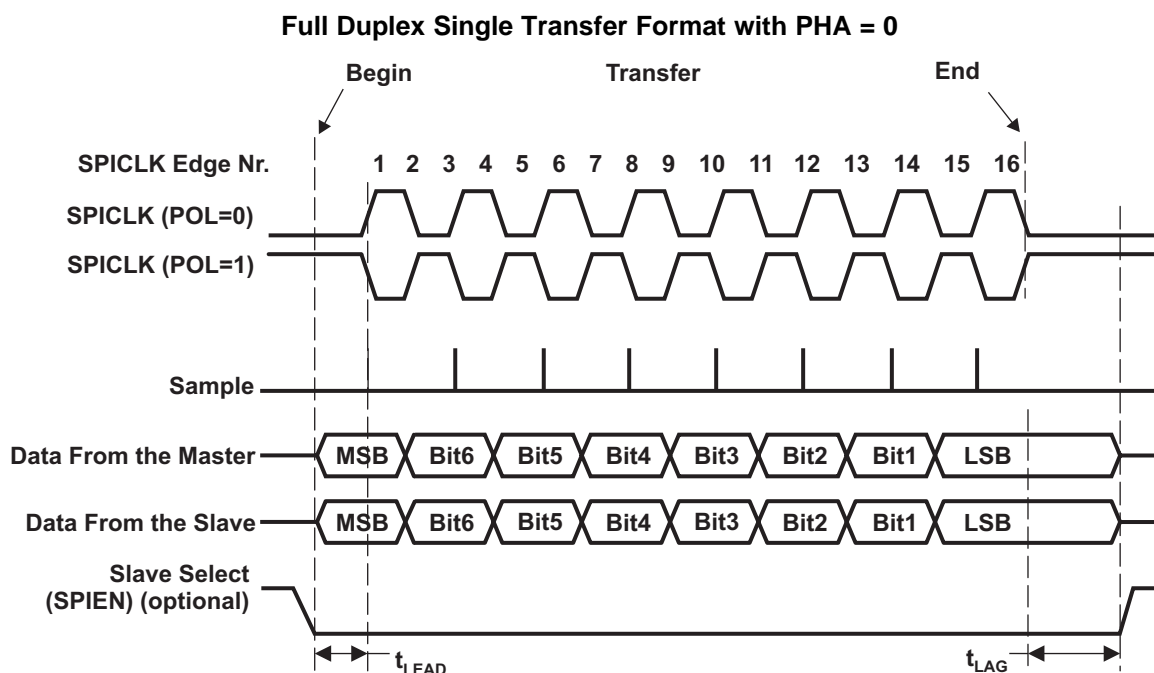 Full Duplex Single Transfer Format with PHA = 0
Begin Transfer End
SPICLK Edge Nr. 1 2 3 4 5 6 7 8 9 10 11 12 13 14 15 16
SPICLK (POL=0)
SPICLK (POL=1)
Sample
Data From the Master MSB Bit6 Bit5 Bit4 Bit3 Bit2 Bit1 LSB
Data From the Slave MSB Bit6 Bit5 Bit4 Bit3 Bit2 Bit1 LSB
Slave Select
(SPIEN) (optional)
tLEAD tLAG